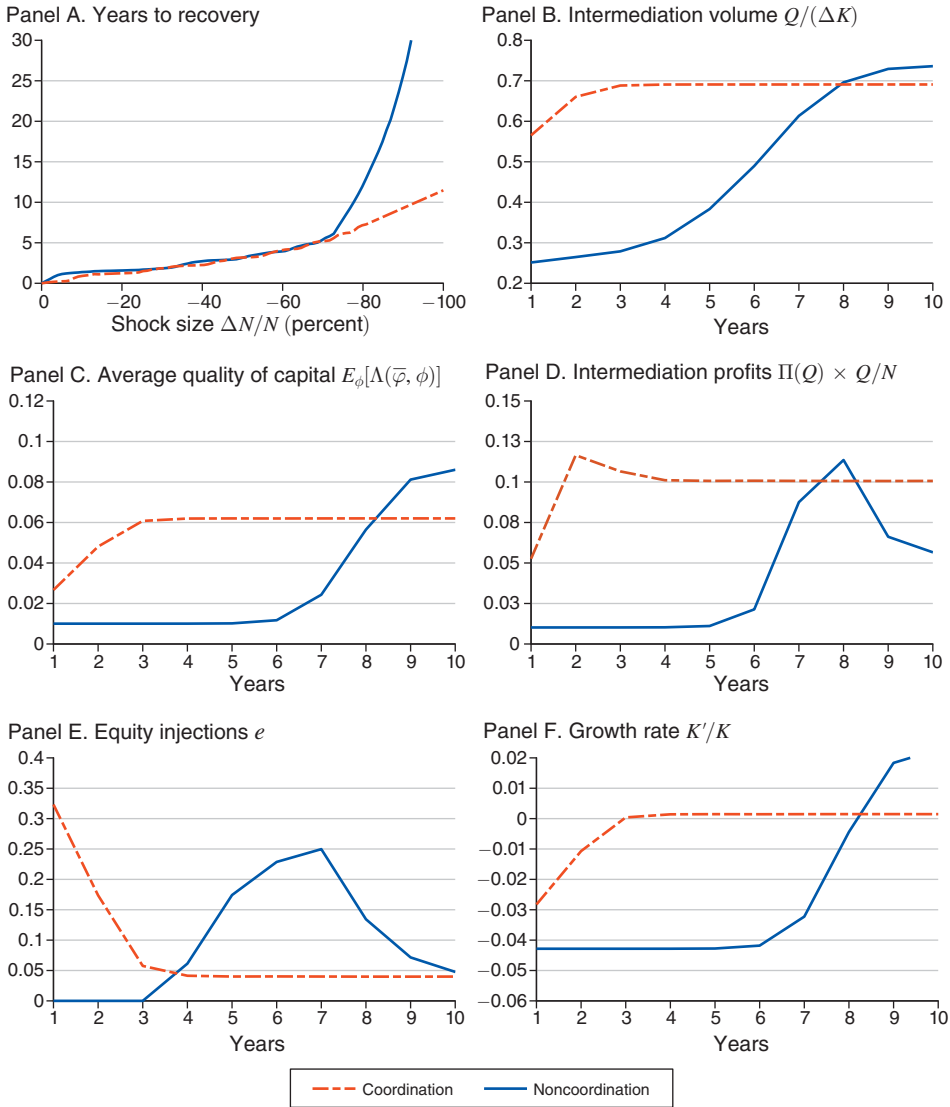 Panel A. Years to recovery
30
25
20
15
10
5
0
0 −20 −40 −60 −80 −100
Shock size ΔN/N (percent)
Panel B. Intermediation volume Q/(ΔK)
0.8
0.7
0.6
0.5
0.4
0.3
0.2
1 2 3 4 5 6 7 8 9 10
Years
Panel C. Average quality of capital E_ϕ[Λ(φ̅, ϕ)]
0.12
0.1
0.08
0.06
0.04
0.02
0
1 2 3 4 5 6 7 8 9 10
Years
Panel D. Intermediation profits Π(Q) × Q/N
0.15
0.13
0.1
0.08
0.05
0.03
0
1 2 3 4 5 6 7 8 9 10
Years
Panel E. Equity injections e
0.4
0.35
0.3
0.25
0.2
0.15
0.1
0.05
0
1 2 3 4 5 6 7 8 9 10
Years
Panel F. Growth rate K′/K
0.02
0.01
0
−0.01
−0.02
−0.03
−0.04
−0.05
−0.06
1 2 3 4 5 6 7 8 9 10
Years
Coordination
Noncoordination